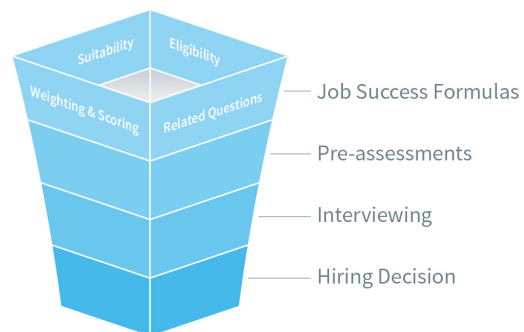 Suitability
Eligibility
Weighting & Scoring
Related Questions
Job Success Formulas
Pre-assessments
Interviewing
Hiring Decision